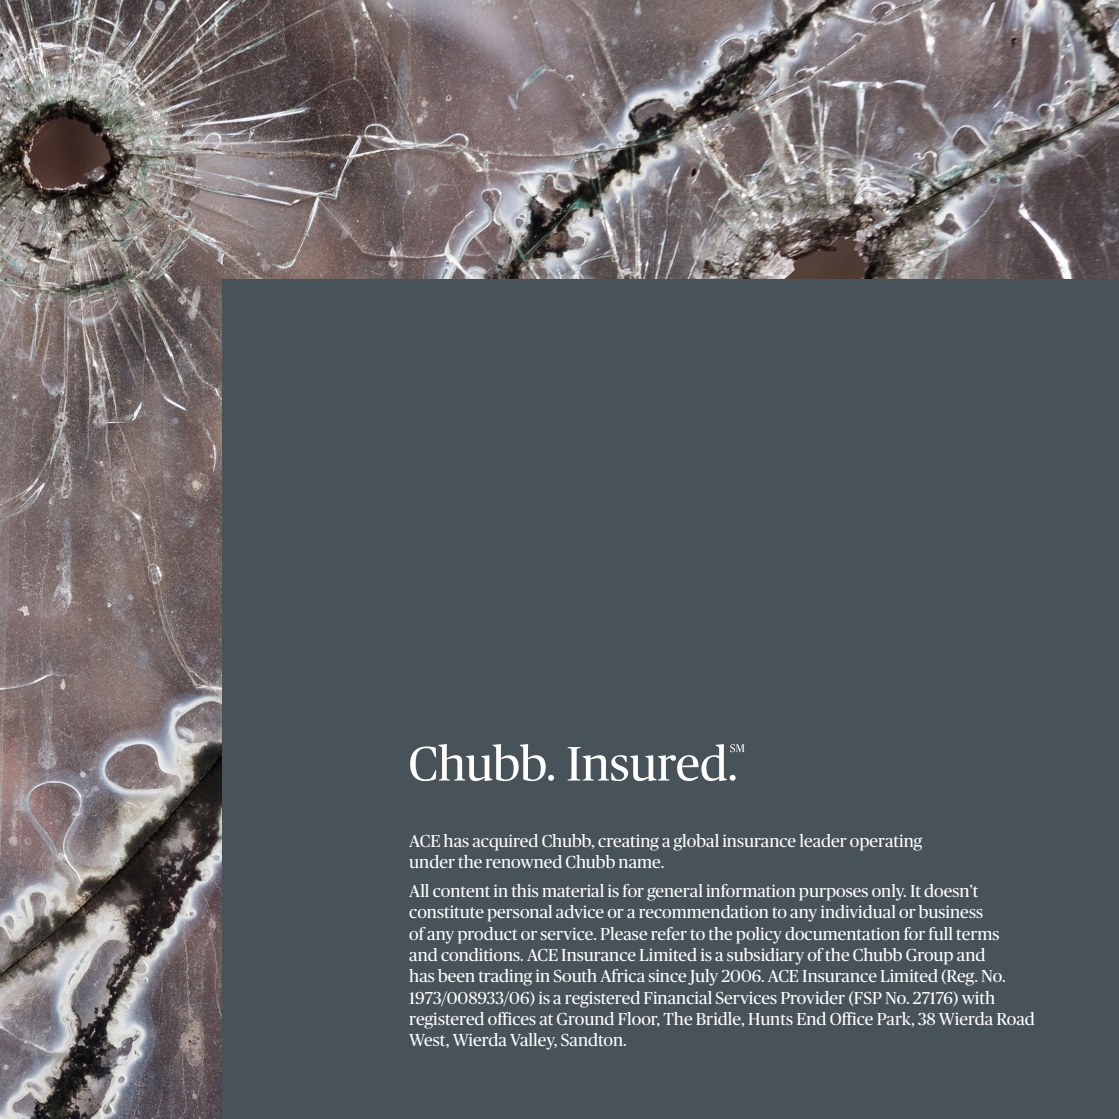 Chubb. Insured.℠
ACE has acquired Chubb, creating a global insurance leader operating
under the renowned Chubb name.
All content in this material is for general information purposes only. It doesn’t
constitute personal advice or a recommendation to any individual or business
of any product or service. Please refer to the policy documentation for full terms
and conditions. ACE Insurance Limited is a subsidiary of the Chubb Group and
has been trading in South Africa since July 2006. ACE Insurance Limited (Reg. No.
1973/008933/06) is a registered Financial Services Provider (FSP No. 27176) with
registered offices at Ground Floor, The Bridle, Hunts End Office Park, 38 Wierda Road
West, Wierda Valley, Sandton.